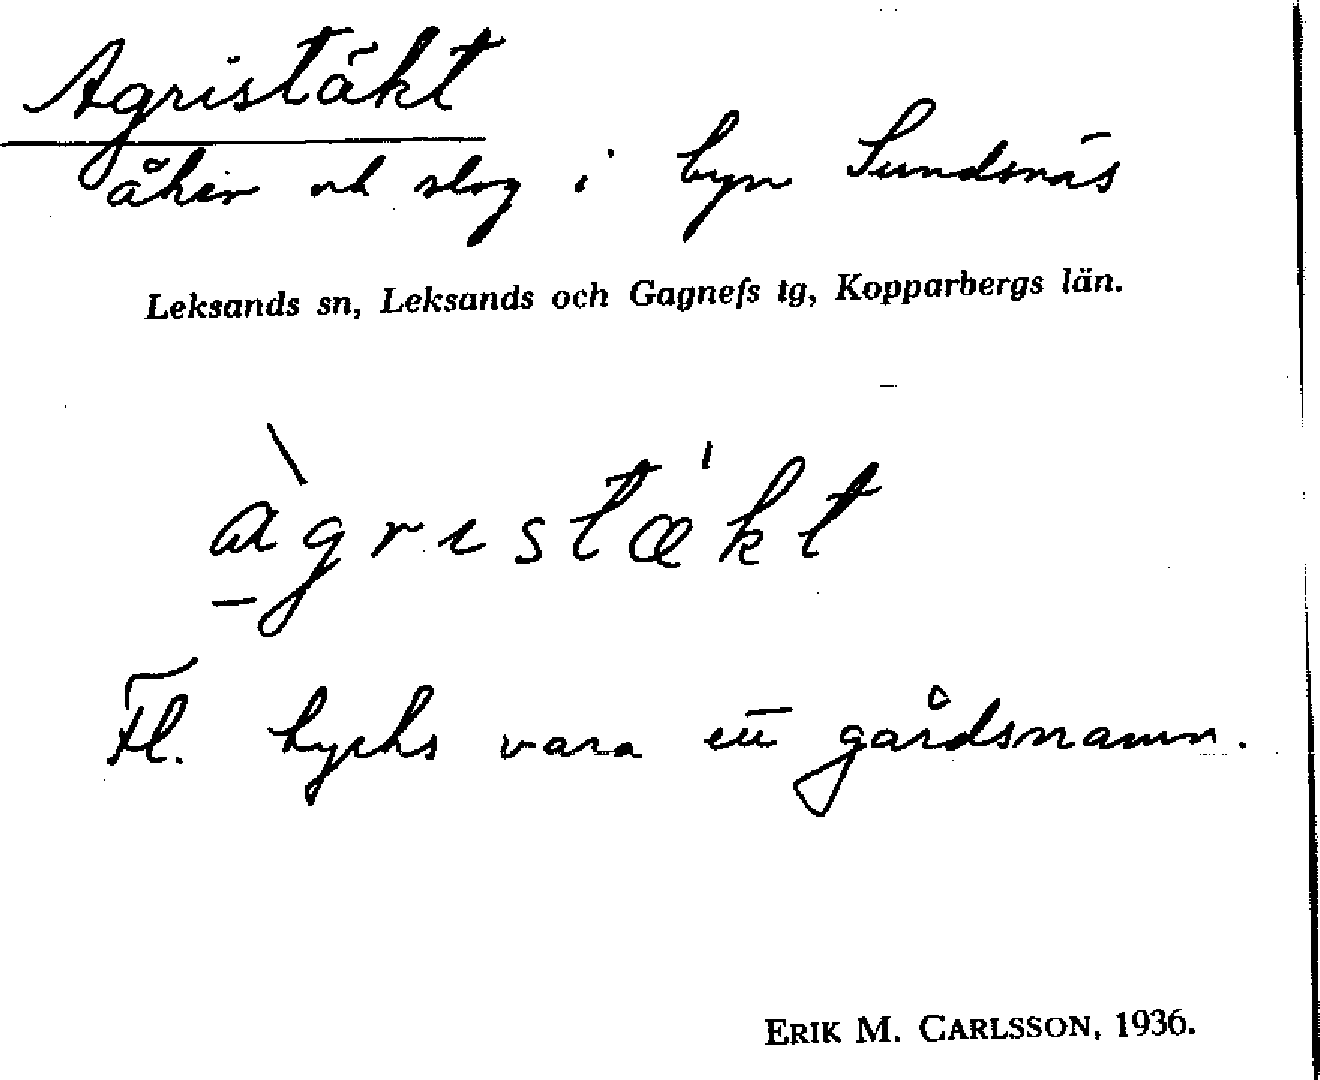 Agristäkt
åker och slog i byn Sundsnäs
Leksands sn, Leksands och Gagnefs tg, Kopparbergs län.
àgristækt
Fl. tycks vara ett gårdsnamn.
ERIK M. CARLSSON, 1936.